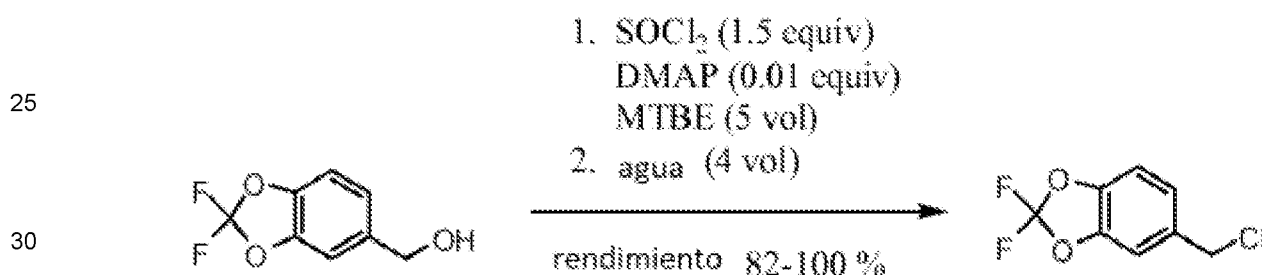 1. SOCl₂ (1.5 equiv)
DMAP (0.01 equiv)
25
MTBE (5 vol)
2. agua (4 vol)
F
O
OH
F
O
F
O
Cl
F
O
30
rendimiento 82-100 %